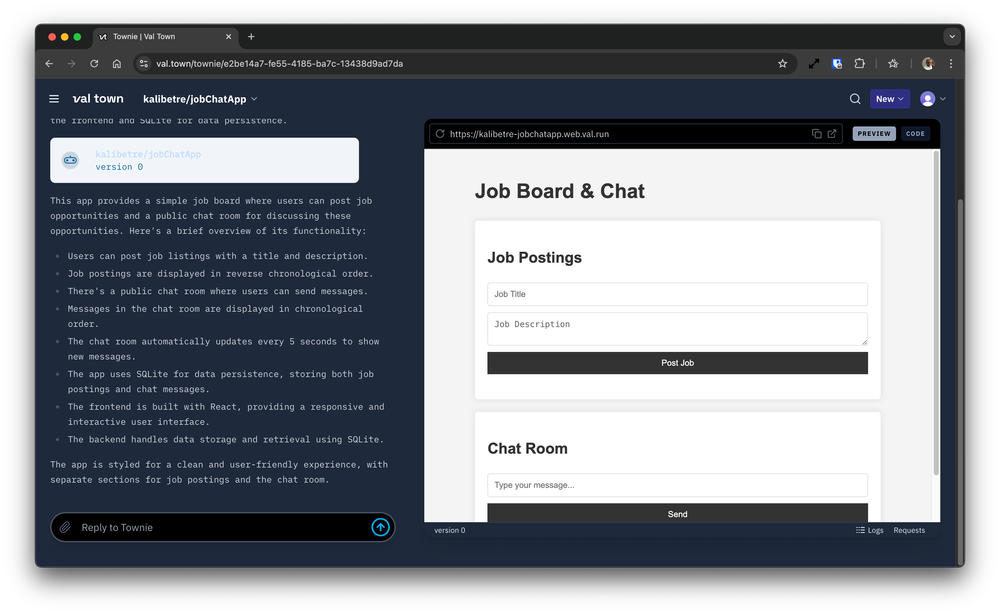 Townie | Val Town
val.town/townie/e2be14a7-fe55-4185-ba7c-13438d9ad7da
val town
kalibetre/jobChatApp
New
the frontend and SQLite for data persistence.
kalibetre/jobChatApp
version 0
This app provides a simple job board where users can post job
opportunities and a public chat room for discussing these
opportunities. Here's a brief overview of its functionality:
Users can post job listings with a title and description.
Job postings are displayed in reverse chronological order.
There's a public chat room where users can send messages.
Messages in the chat room are displayed in chronological
order.
The chat room automatically updates every 5 seconds to show
new messages.
The app uses SQLite for data persistence, storing both job
postings and chat messages.
The frontend is built with React, providing a responsive and
interactive user interface.
The backend handles data storage and retrieval using SQLite.
The app is styled for a clean and user-friendly experience, with
separate sections for job postings and the chat room.
Reply to Townie
https://kalibetre-jobchatapp.web.val.run
PREVIEW
CODE
Job Board & Chat
Job Postings
Job Title
Job Description
Post Job
Chat Room
Type your message...
Send
version 0
Logs
Requests